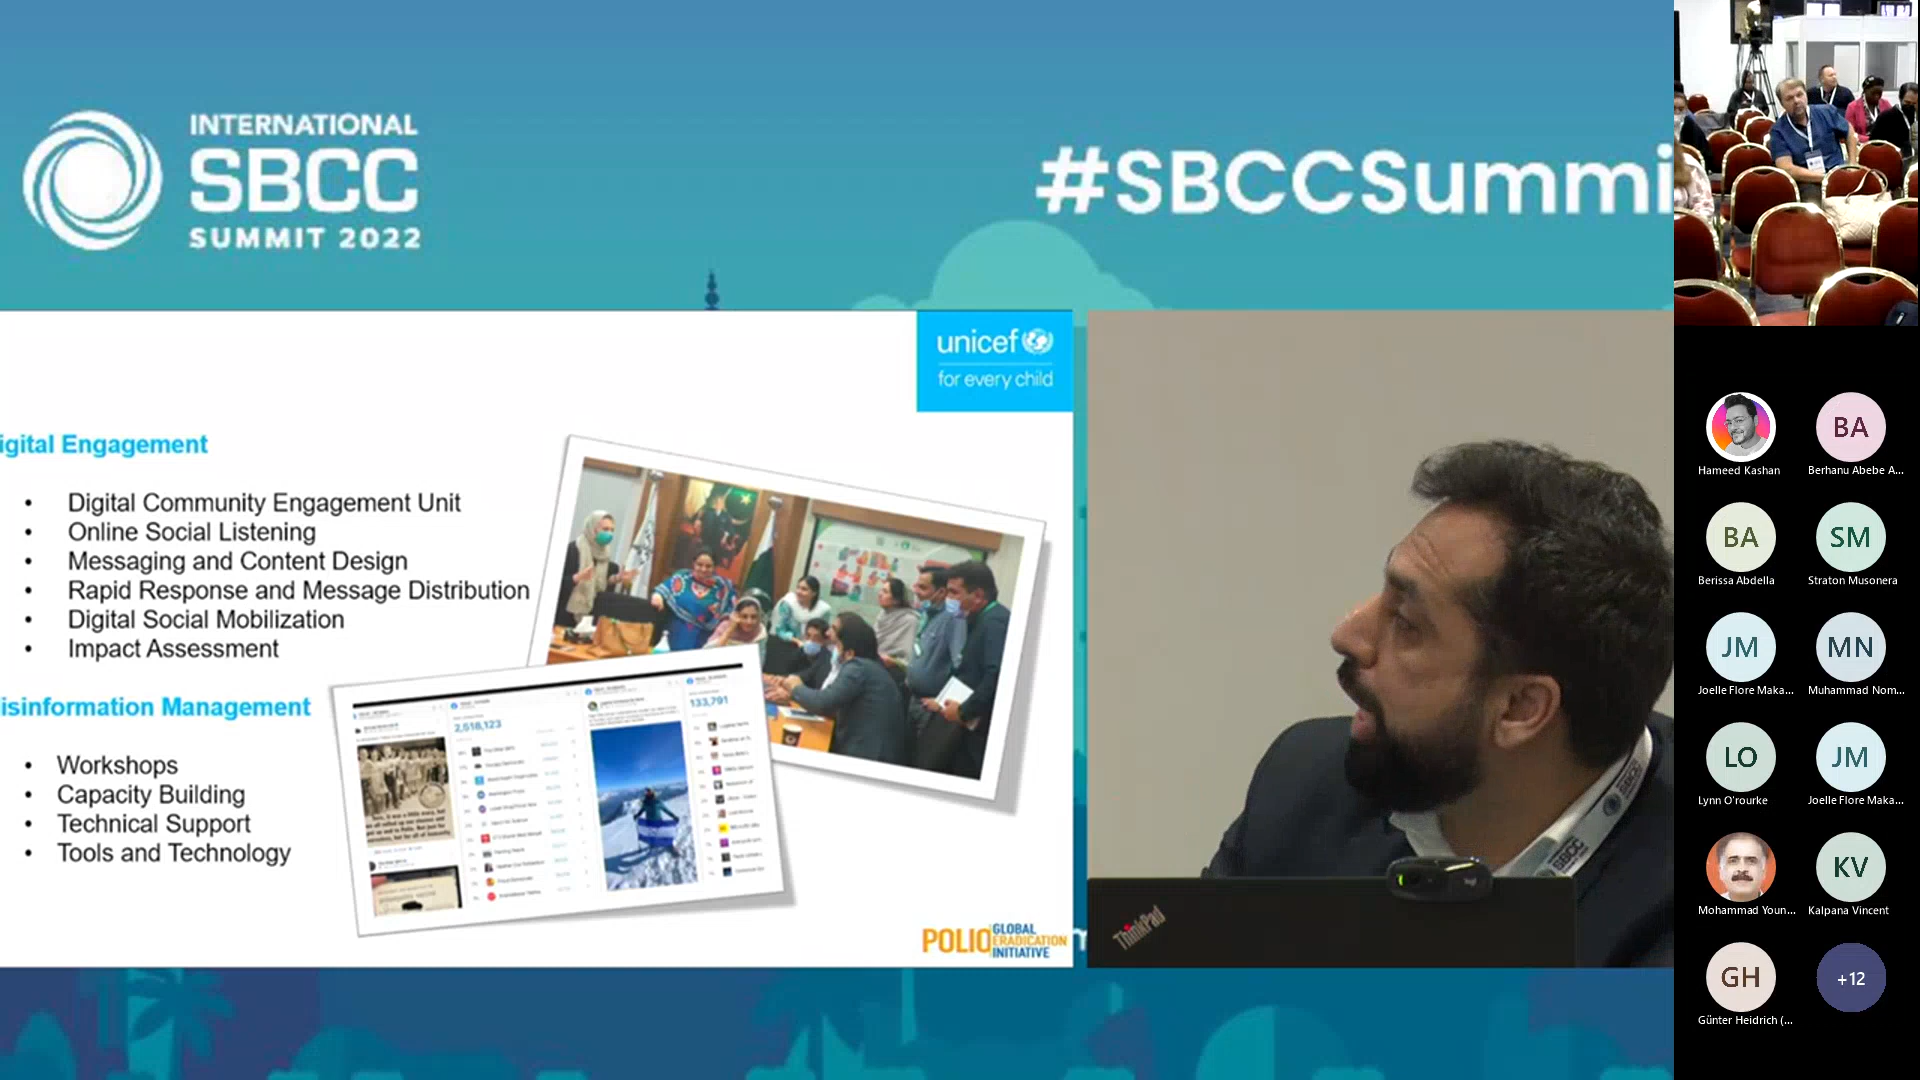 INTERNATIONAL
SBCC
SUMMIT 2022
#SBCCSummi
unicef
for every child
igital Engagement
• Digital Community Engagement Unit
• Online Social Listening
• Messaging and Content Design
• Rapid Response and Message Distribution
• Digital Social Mobilization
• Impact Assessment
isinformation Management
• Workshops
• Capacity Building
• Technical Support
• Tools and Technology
2,518,123
133,791
POLIO GLOBAL
ERADICATION
INITIATIVE
ThinkPad
SBCC
Hameed Kashan
BA
Berhanu Abebe A...
BA
Berissa Abdella
SM
Straton Musonera
JM
Joelle Flore Maka...
MN
Muhammad Nom...
LO
Lynn O'rourke
JM
Joelle Flore Maka...
Mohammad Youn...
KV
Kalpana Vincent
GH
Günter Heidrich (...
+12